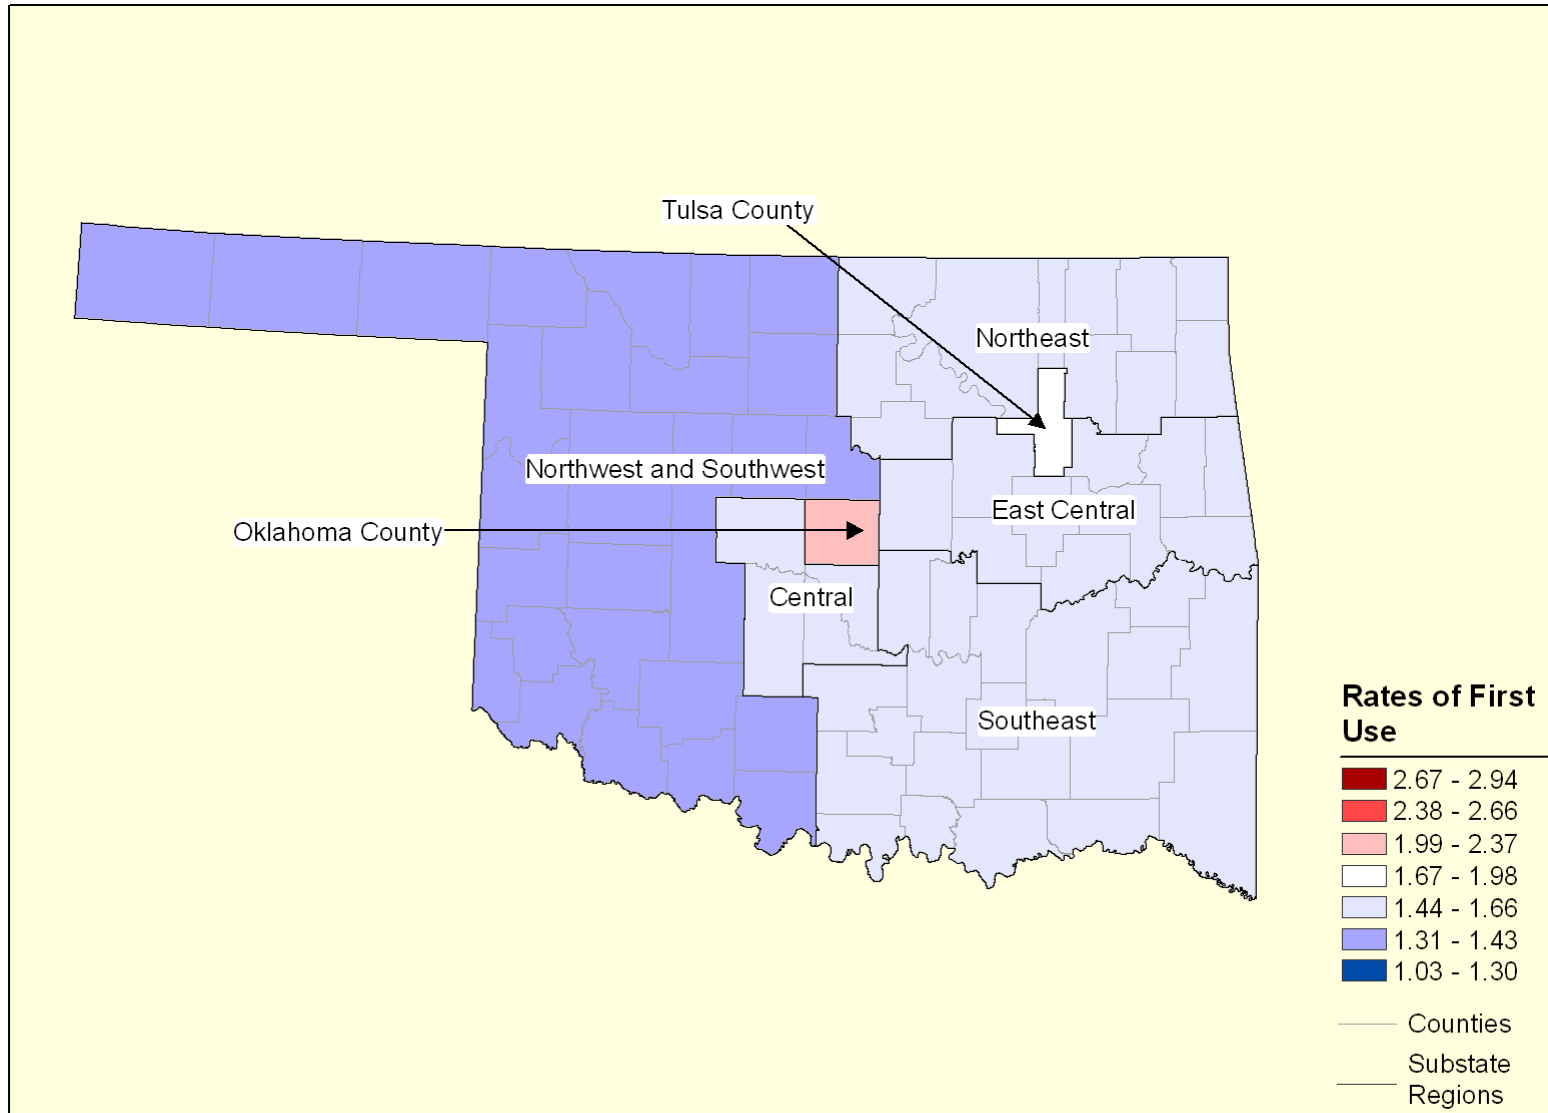 Tulsa County
Northeast
Northwest and Southwest
East Central
Oklahoma County
Central
Southeast
Rates of First
Use
2.67 - 2.94
2.38 - 2.66
1.99 - 2.37
1.67 - 1.98
1.44 - 1.66
1.31 - 1.43
1.03 - 1.30
Counties
Substate
Regions